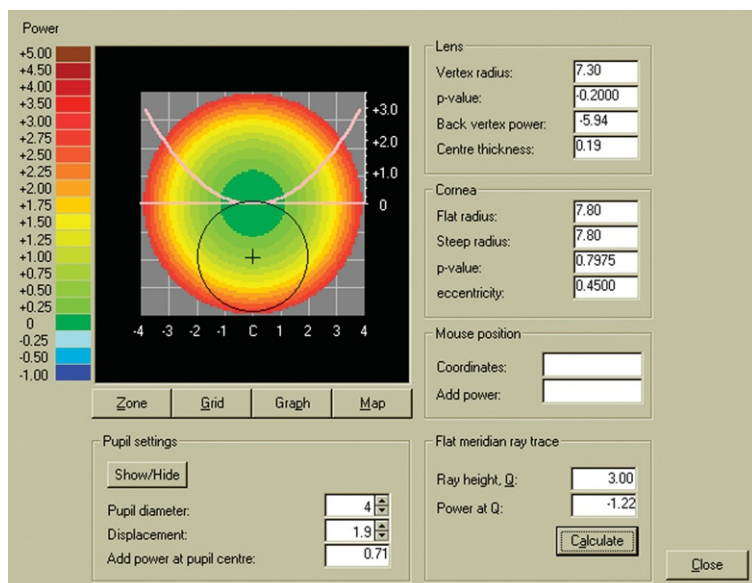 Power
+5.00
+4.50
+4.00
+3.50
+3.00
+2.75
+2.50
+2.25
+2.00
+1.75
+1.50
+1.25
+1.00
+0.75
+0.50
+0.25
0
-0.25
-0.50
-1.00
+3.0
+2.0
+1.0
0
-4 -3 -2 -1 C 1 2 3 4
Zone Grid Graph Map
Lens
Vertex radius: 7.30
p-value: -0.2000
Back vertex power: -5.94
Centre thickness: 0.19
Cornea
Flat radius: 7.80
Steep radius: 7.80
p-value: 0.7975
eccentricity: 0.4500
Mouse position
Coordinates:
Add power:
Pupil settings
Show/Hide
Pupil diameter: 4
Displacement: 1.9
Add power at pupil centre: 0.71
Flat meridian ray trace
Ray height, Q: 3.00
Power at Q: -1.22
Calculate
Close